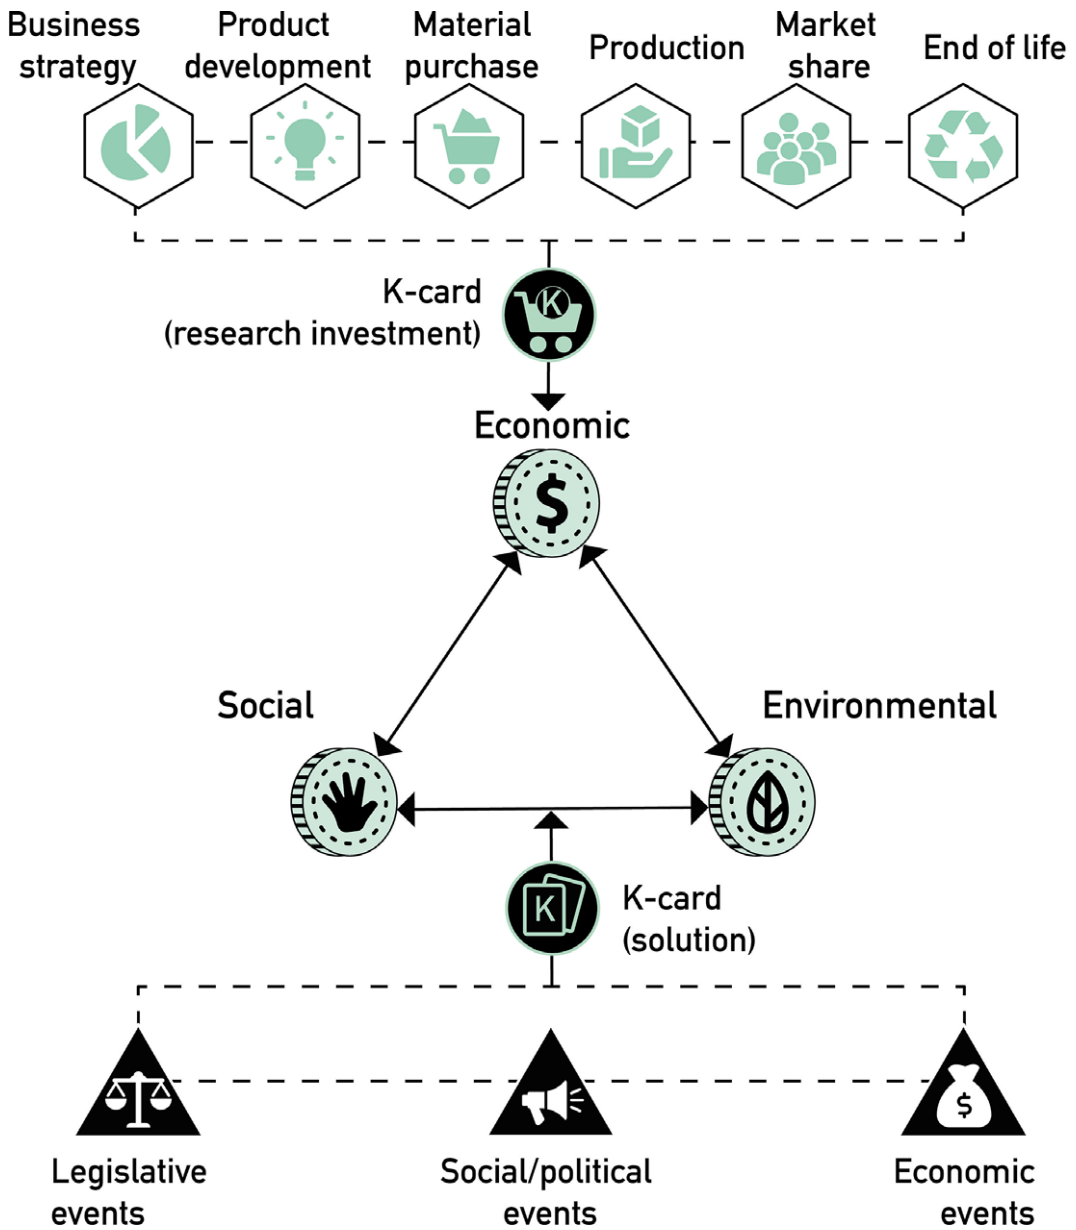 Business
strategy
Product
development
Material
purchase
Production
Market
share
End of life
K-card
(research investment)
K
Economic
$
Social
Environmental
K
K-card
(solution)
$
Legislative
events
Social/political
events
Economic
events